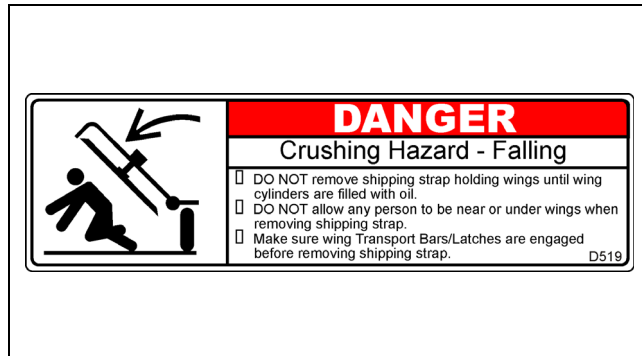 DANGER
Crushing Hazard - Falling
▯ DO NOT remove shipping strap holding wings until wing
cylinders are filled with oil.
▯ DO NOT allow any person to be near or under wings when
removing shipping strap.
▯ Make sure wing Transport Bars/Latches are engaged
before removing shipping strap.
D519